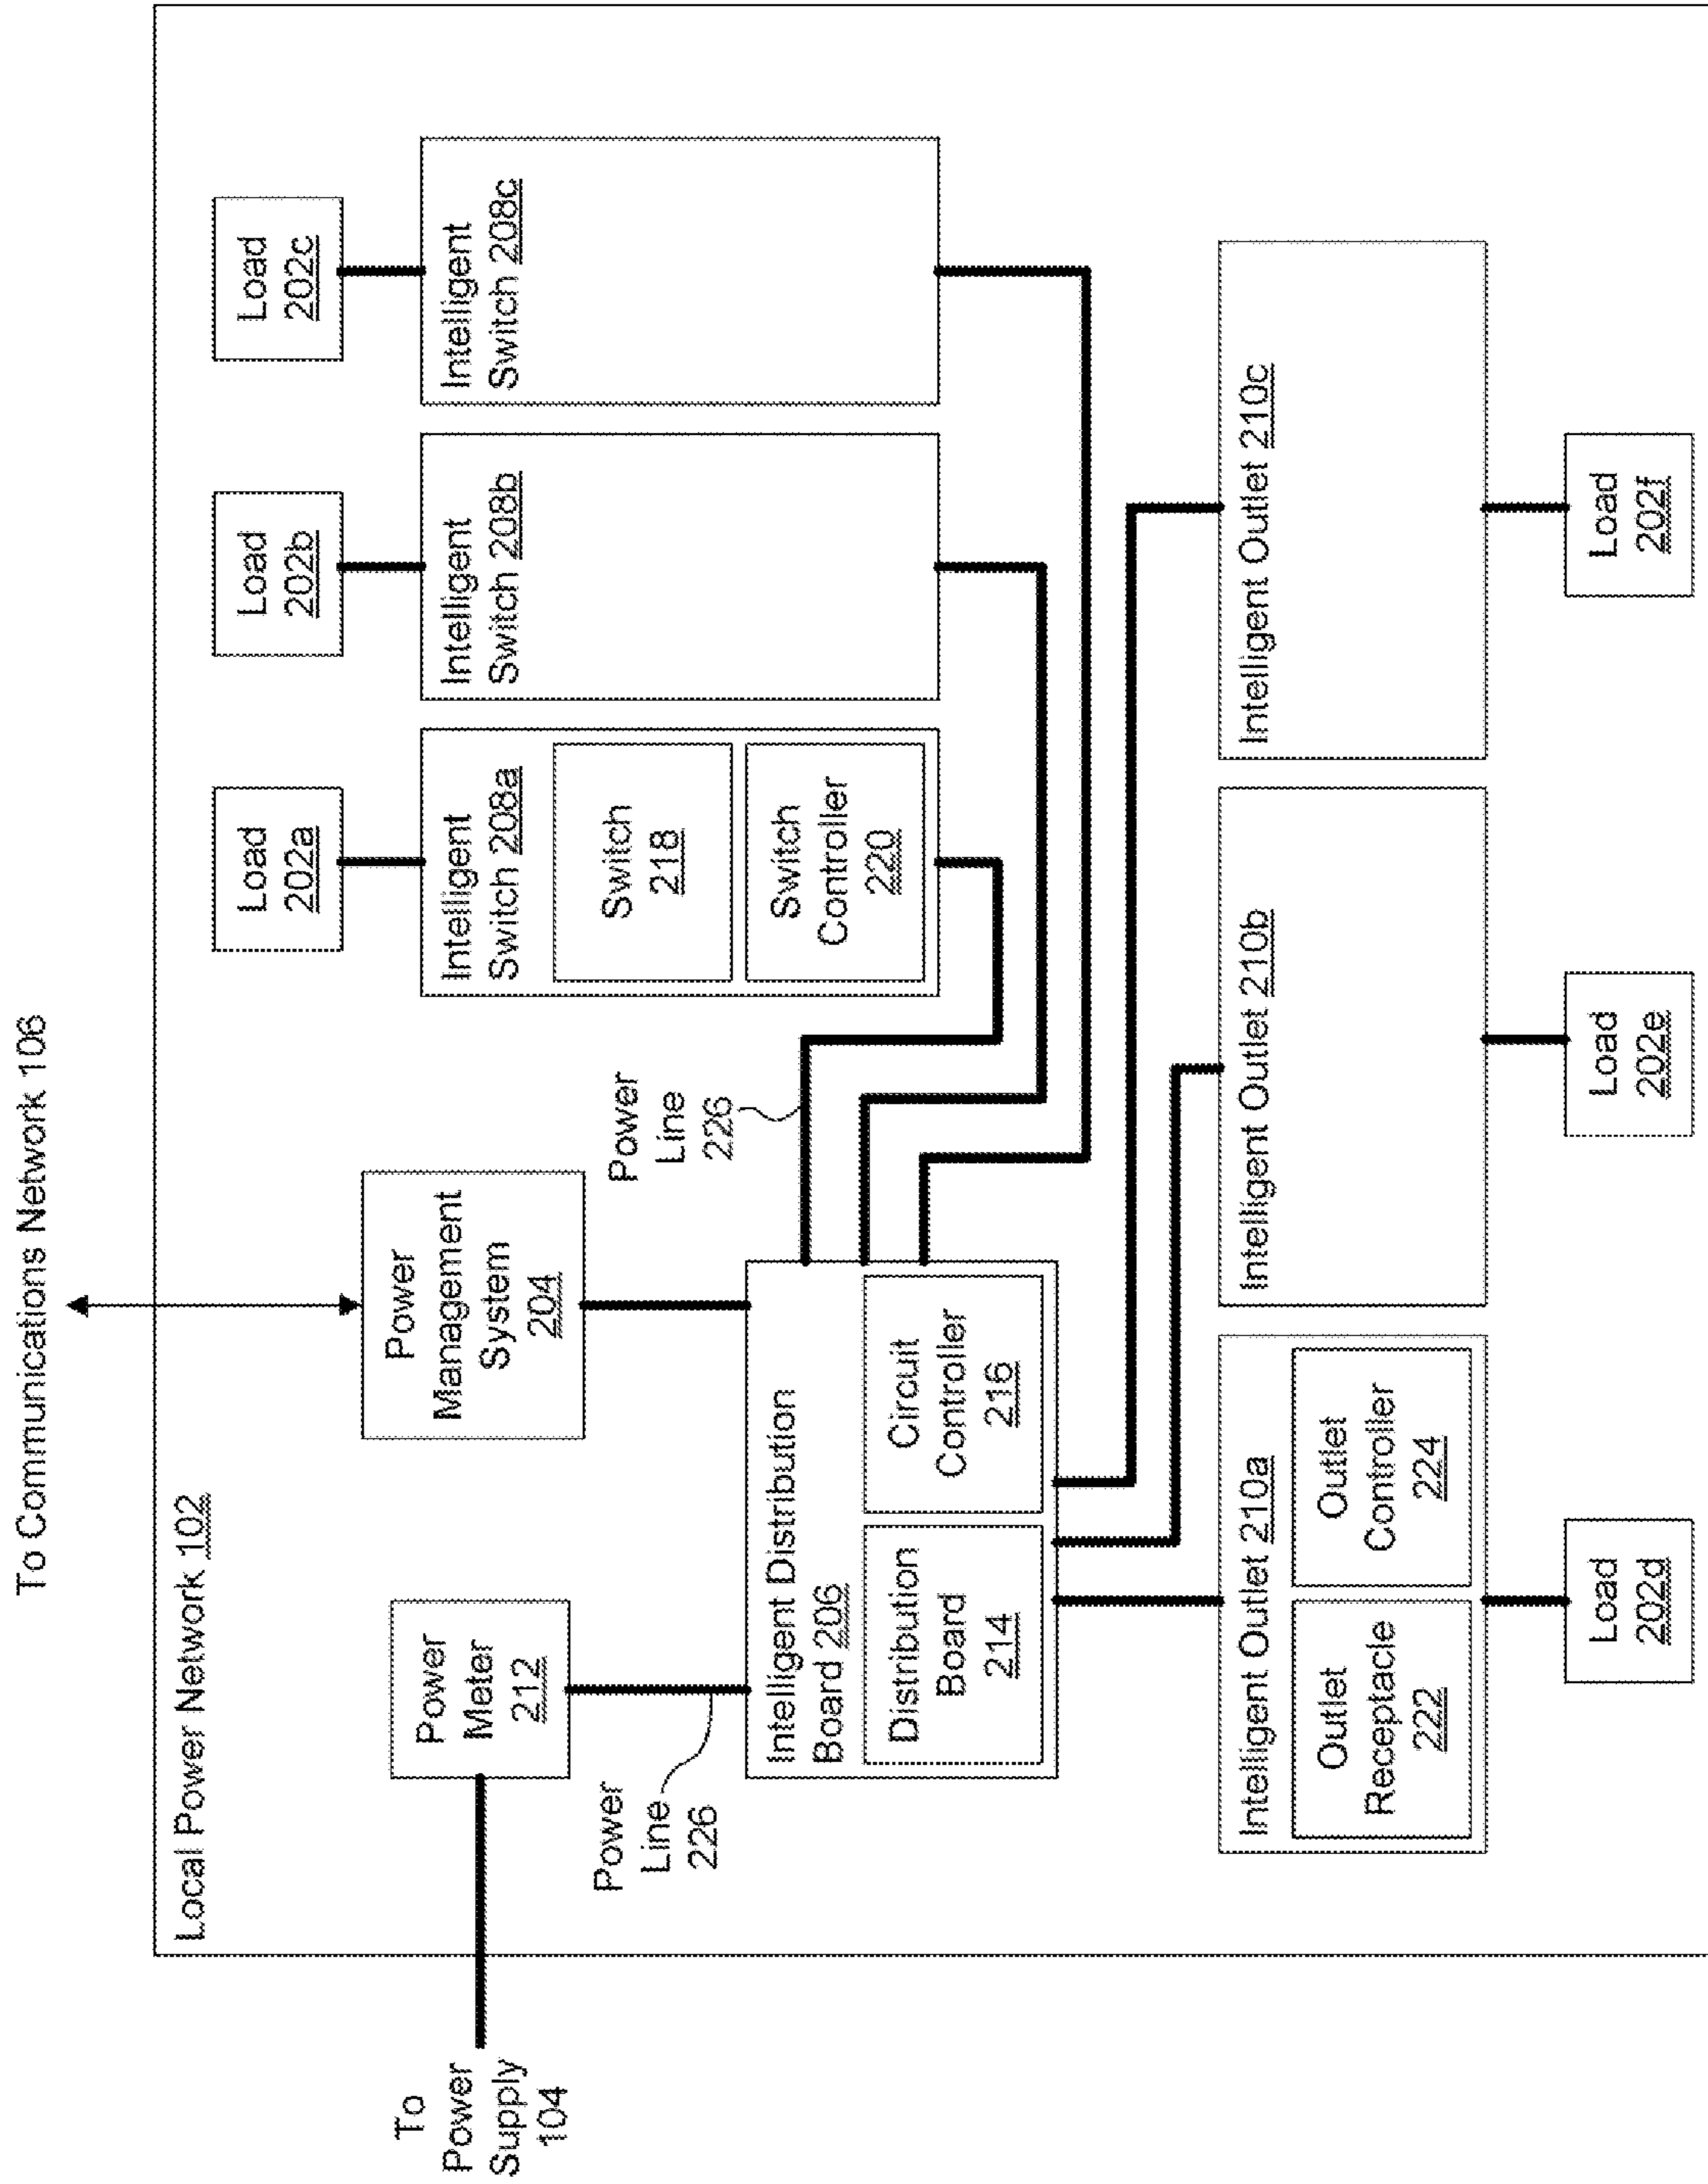 To Communications Network 106
Local Power Network 102
To
Power
Supply
104
Power
Meter
212
Power
Management
System
204
Load
202a
Load
202b
Load
202c
Power
Line
226
Power
Line
226
Intelligent Distribution
Board 206
Distribution
Board
214
Circuit
Controller
216
Intelligent
Switch 208a
Switch
218
Switch
Controller
220
Intelligent
Switch 208b
Intelligent
Switch 208c
Intelligent Outlet 210a
Outlet
Receptacle
222
Outlet
Controller
224
Intelligent Outlet 210b
Intelligent Outlet 210c
Load
202d
Load
202e
Load
202f